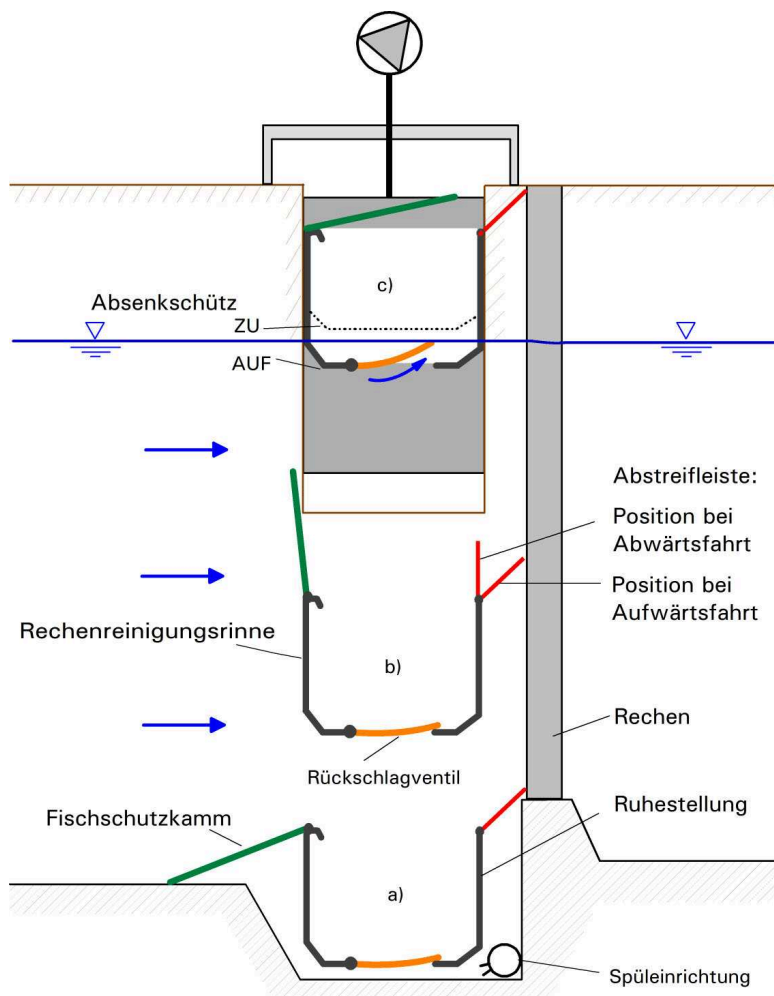 c)
Absenkschütz
ZU
AUF
Abstreifleiste:
Position bei
Abwärtsfahrt
Position bei
Aufwärtsfahrt
Rechenreinigungsrinne
b)
Rechen
Rückschlagventil
Fischschutzkamm
Ruhestellung
a)
Spüleinrichtung